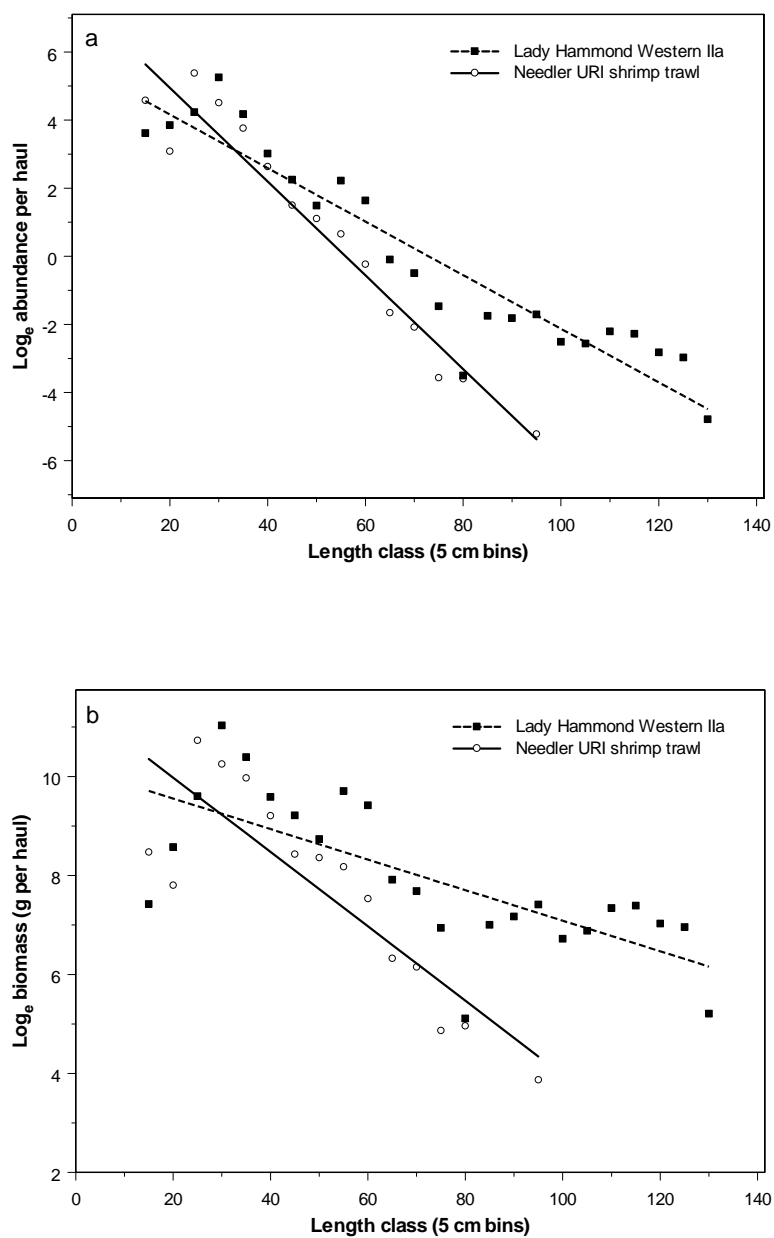 a
Lady Hammond Western IIa
Needler URI shrimp trawl
6
4
2
0
-2
-4
-6
Logₑ abundance per haul
0 20 40 60 80 100 120 140
Length class (5 cm bins)
b
Lady Hammond Western IIa
Needler URI shrimp trawl
10
8
6
4
2
Logₑ biomass (g per haul)
0 20 40 60 80 100 120 140
Length class (5 cm bins)